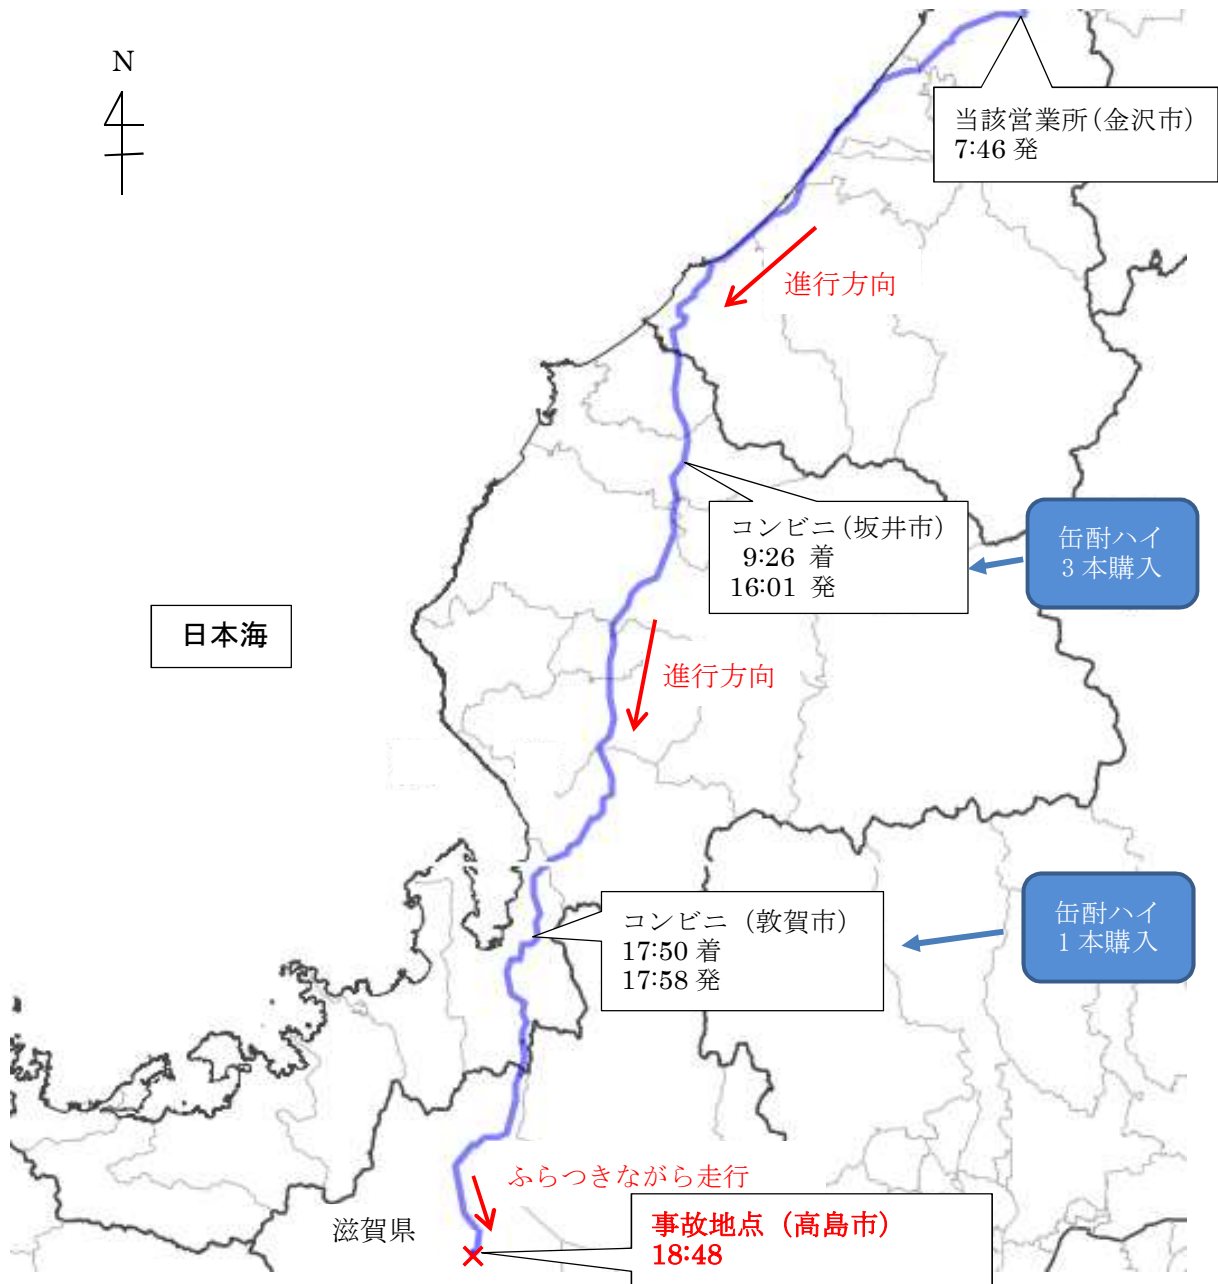 N
当該営業所(金沢市)
7:46 発
進行方向
コンビニ(坂井市)
9:26 着
16:01 発
缶酎ハイ
3 本購入
日本海
進行方向
コンビニ (敦賀市)
17:50 着
17:58 発
缶酎ハイ
1 本購入
ふらつきながら走行
滋賀県
事故地点 (高島市)
18:48